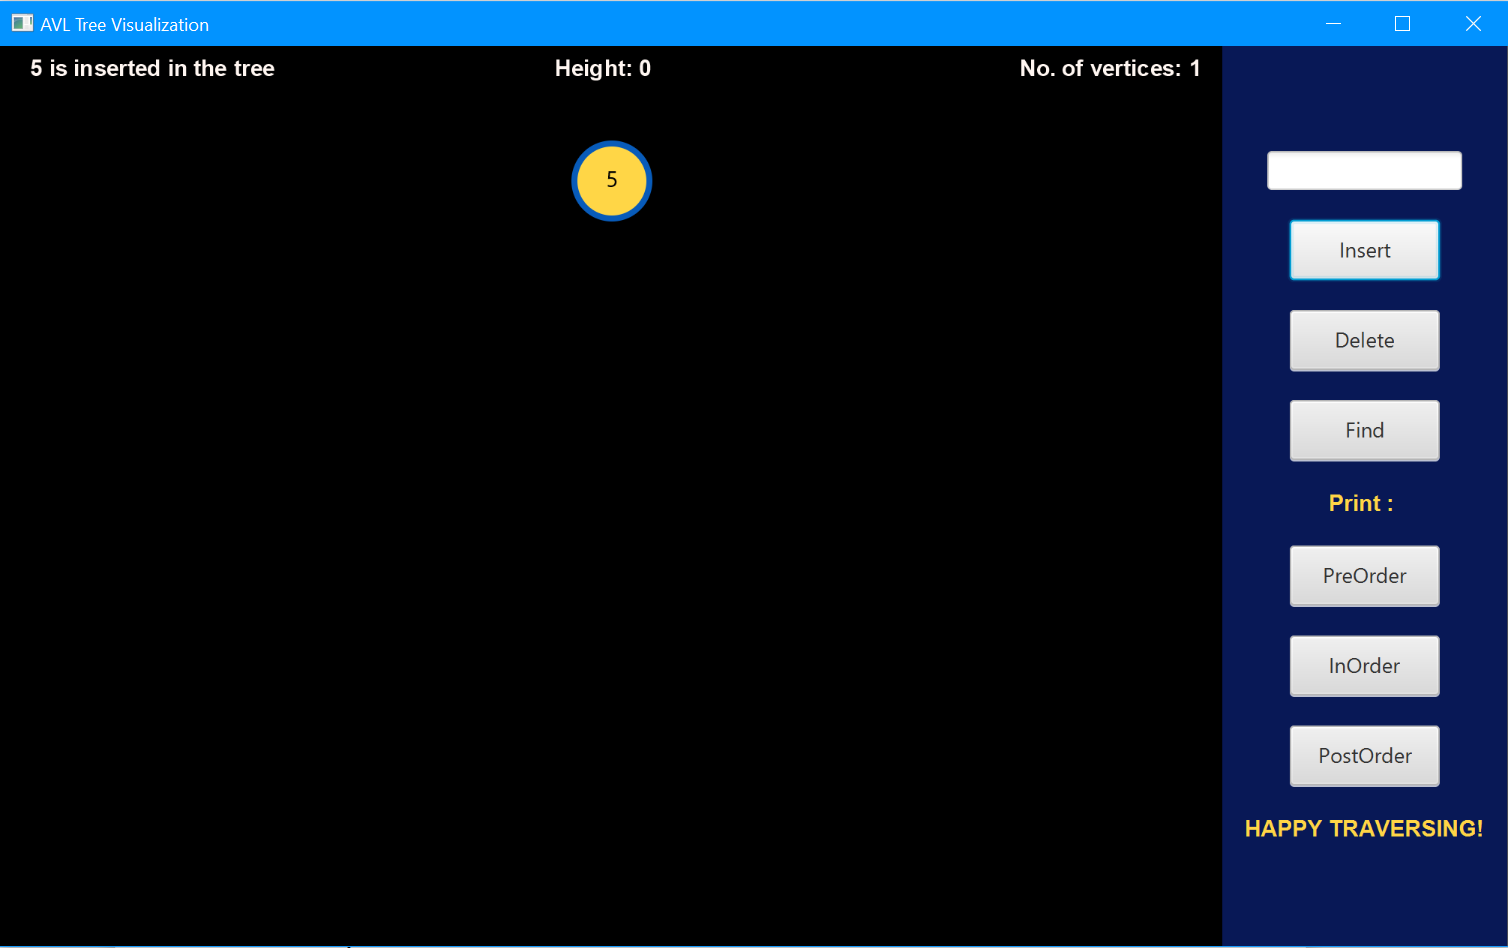 AVL Tree Visualization
5 is inserted in the tree
Height: 0
No. of vertices: 1
5
Insert
Delete
Find
Print :
PreOrder
InOrder
PostOrder
HAPPY TRAVERSING!